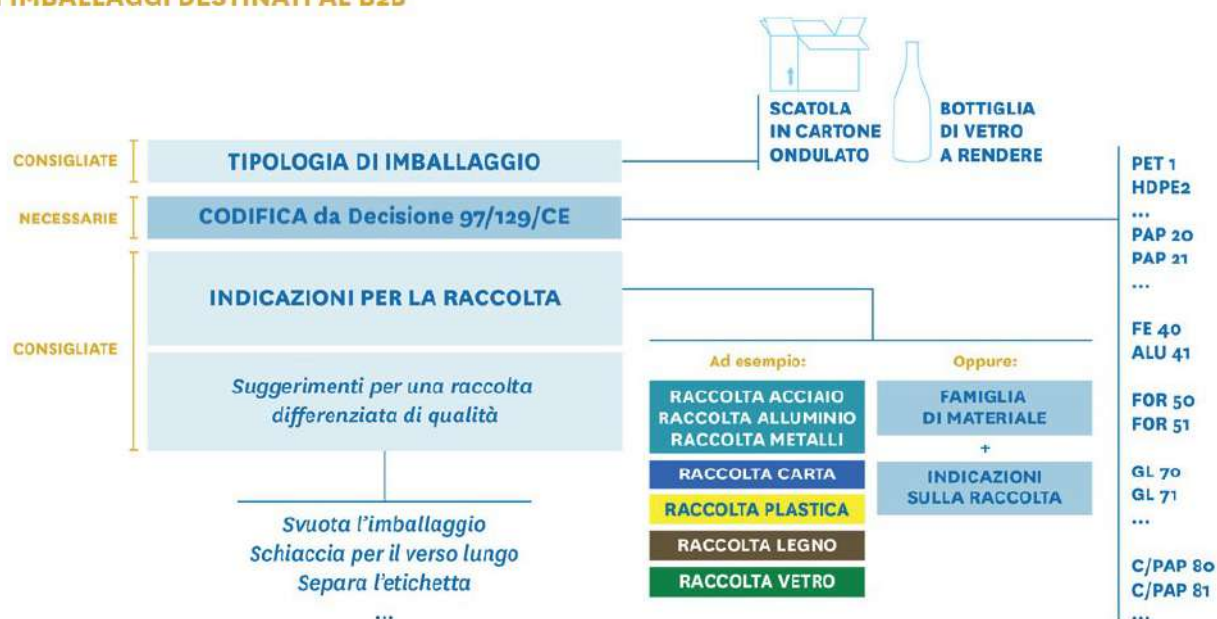 IMBALLAGGI DESTINATI AL B2B
SCATOLA
IN CARTONE
ONDULATO
BOTTIGLIA
DI VETRO
A RENDERE
CONSIGLIATE
TIPOLOGIA DI IMBALLAGGIO
NECESSARIE
CODIFICA da Decisione 97/129/CE
CONSIGLIATE
INDICAZIONI PER LA RACCOLTA
Suggerimenti per una raccolta
differenziata di qualità
Svuota l'imballaggio
Schiaccia per il verso lungo
Separa l'etichetta
...
Ad esempio:
RACCOLTA ACCIAIO
RACCOLTA ALLUMINIO
RACCOLTA METALLI
RACCOLTA CARTA
RACCOLTA PLASTICA
RACCOLTA LEGNO
RACCOLTA VETRO
Oppure:
FAMIGLIA
DI MATERIALE
+
INDICAZIONI
SULLA RACCOLTA
PET 1
HDPE2
...
PAP 20
PAP 21
...
FE 40
ALU 41
FOR 50
FOR 51
GL 70
GL 71
...
C/PAP 80
C/PAP 81
...